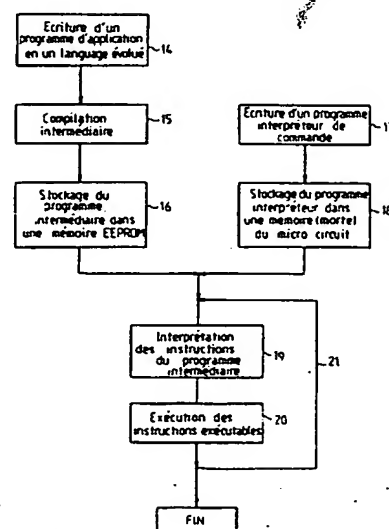 Ecriture d'un
programme d'application
en un language évolué
14
Compilation
intermédiaire
15
Stockage du
programme
intermédiaire dans
une mémoire EEPROM
16
Ecriture d'un programme
interpréteur de
commande
Stockage du programme
interpréteur dans
une mémoire (morte)
du micro circuit
18
Interprétation
des instructions
du programme
intermédiaire
19
21
Exécution des
instructions exécutables
20
FIN